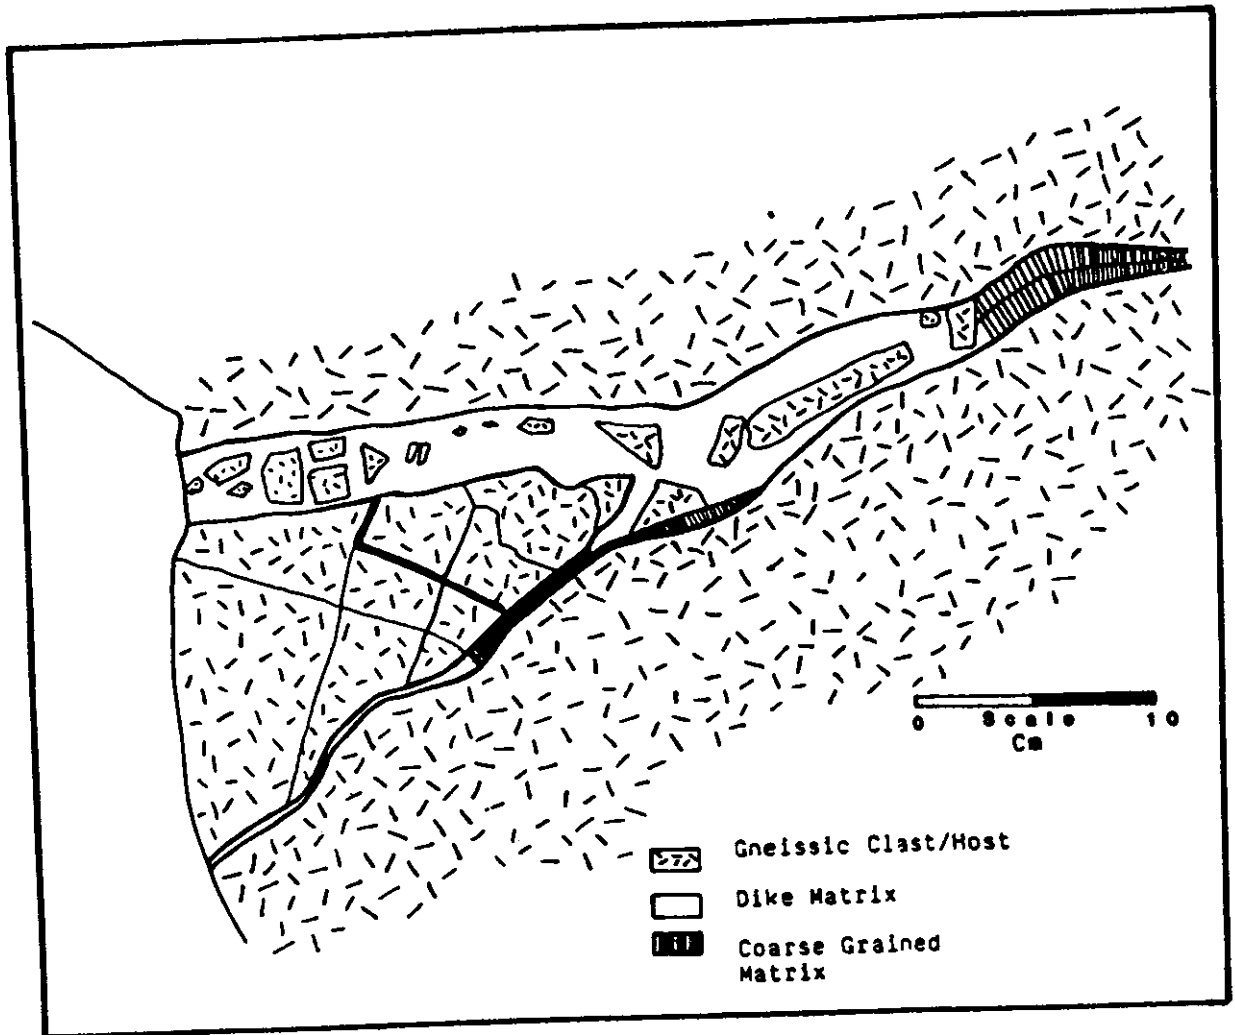 0 Scale 10
Cm
Gneissic Clast/Host
Dike Matrix
Coarse Grained
Matrix